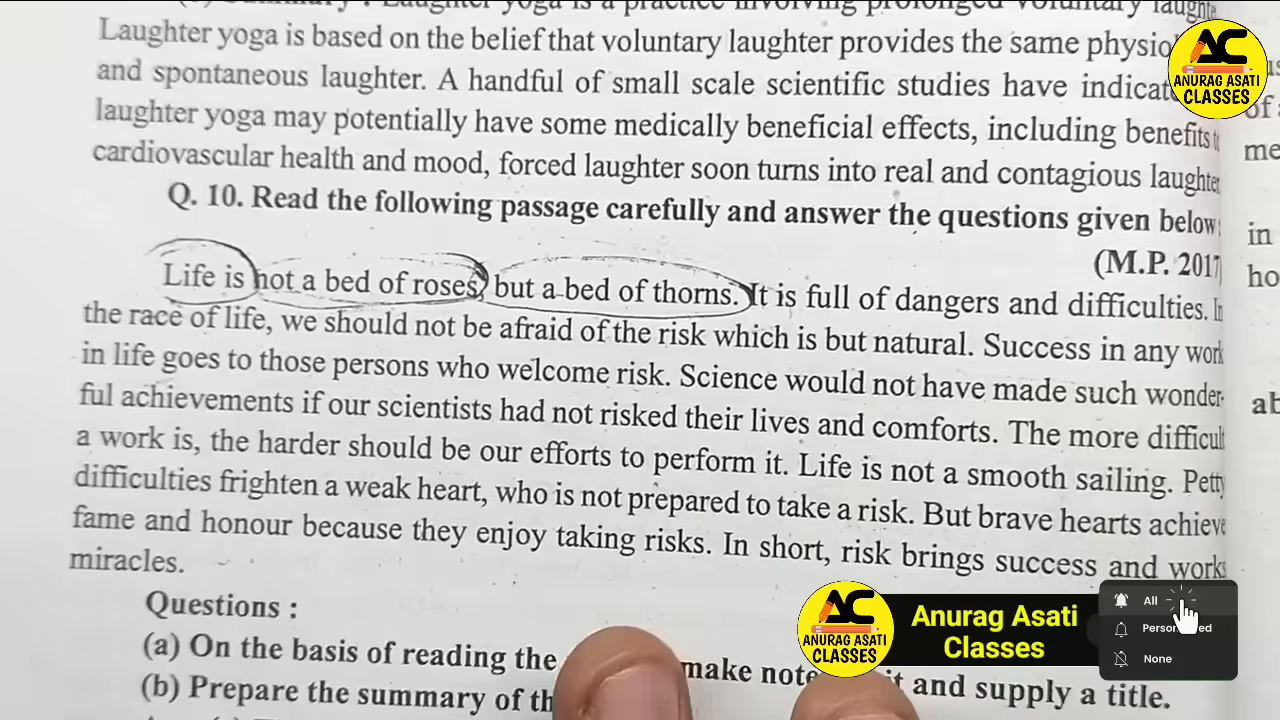 Laughter yoga is based on the belief that voluntary laughter provides the same
and spontaneous laughter. A handful of small scale scientific studies have
laughter yoga may potentially have some medically beneficial effects, including benefits
cardiovascular health and mood, forced laughter soon turns into real and contagious
Q. 10. Read the following passage carefully and answer the questions given below
(M.P. 2017
Life is not a bed of roses, but a bed of thorns. It is full of dangers and difficulties. In
the race of life, we should not be afraid of the risk which is but natural. Success in any work
in life goes to those persons who welcome risk. Science would not have made such wonder-
ful achievements if our scientists had not risked their lives and comforts. The more difficult
a work is, the harder should be our efforts to perform it. Life is not a smooth sailing. Petty
difficulties frighten a weak heart, who is not prepared to take a risk. But brave hearts achieve
fame and honour because they enjoy taking risks. In short, risk brings success and works
miracles.
Questions :
(a) On the basis of reading the make it and supply a title.
(b) Prepare the summary of
in
AC
ANURAG ASATI
CLASSES
AC
ANURAG ASATI
CLASSES
Anurag Asati
Classes
All
None